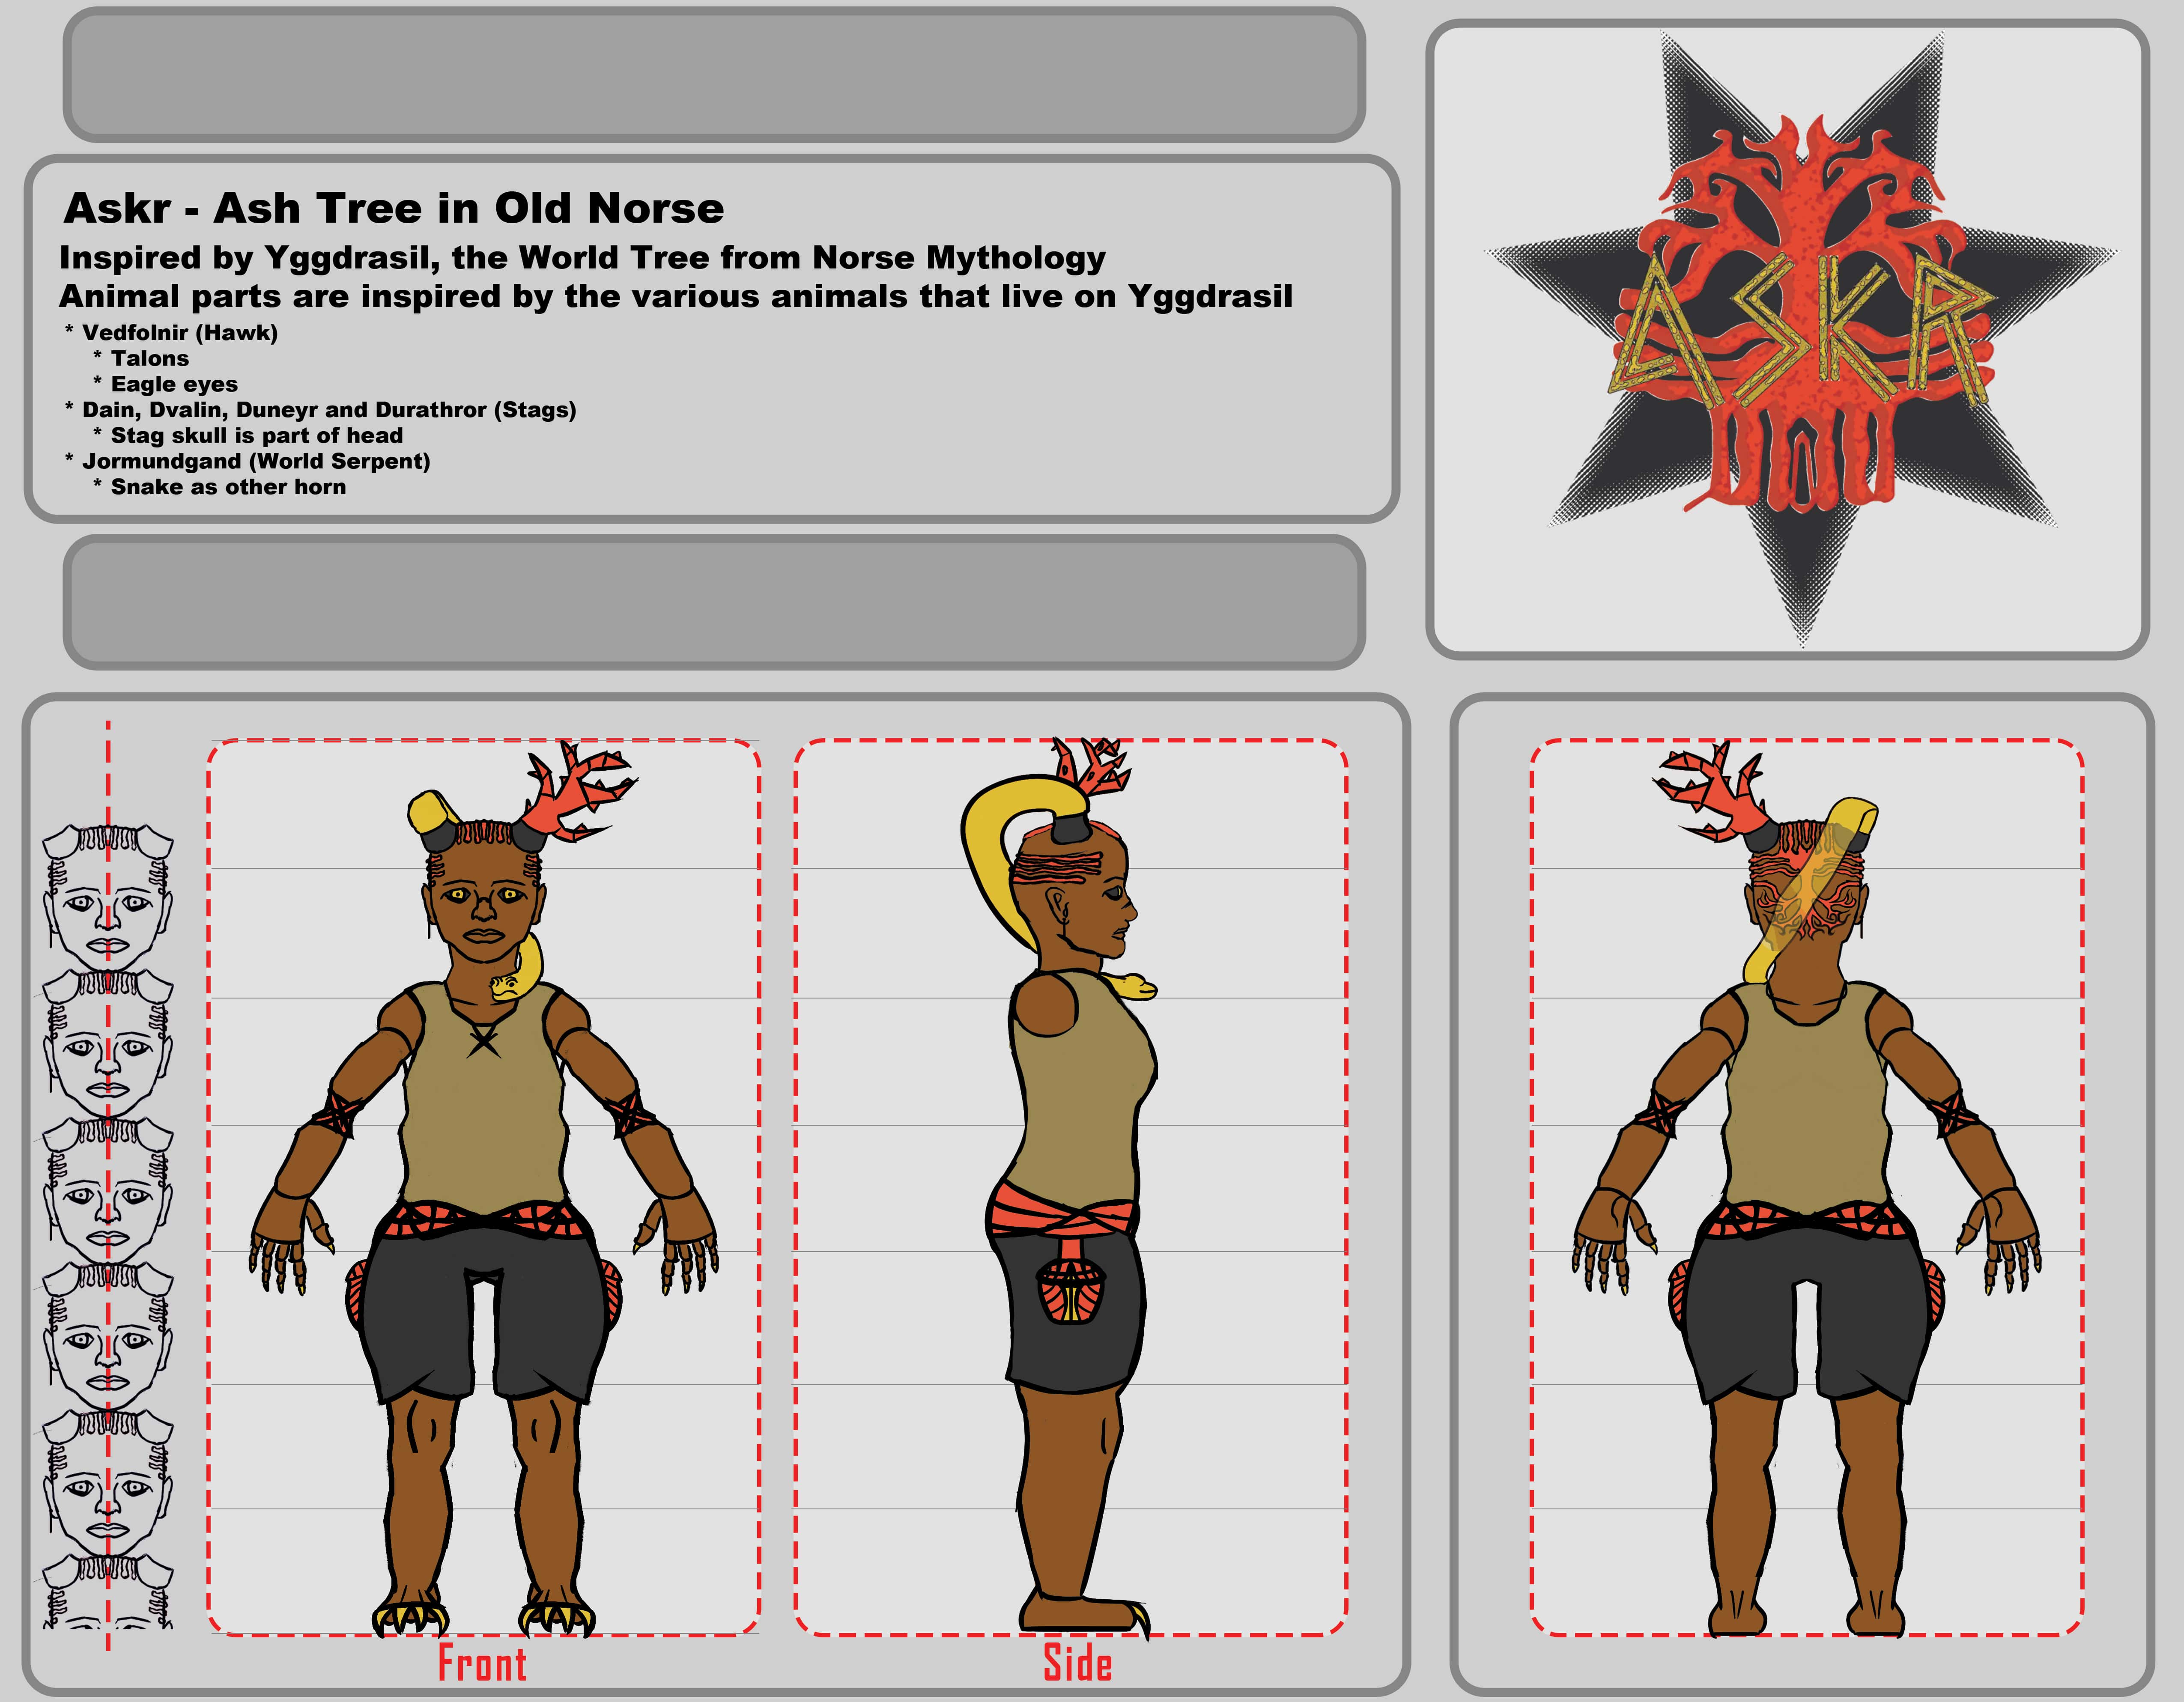 Askr - Ash Tree in Old Norse
Inspired by Yggdrasil, the World Tree from Norse Mythology
Animal parts are inspired by the various animals that live on Yggdrasil
* Vedfolnir (Hawk)
* Talons
* Eagle eyes
* Dain, Dvalin, Duneyr and Durathror (Stags)
* Stag skull is part of head
* Jormundgand (World Serpent)
* Snake as other horn
ASKR
Front
Side